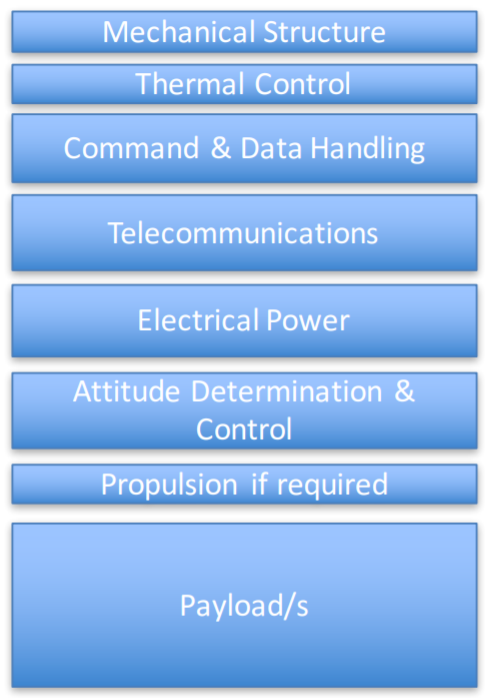 Mechanical Structure
Thermal Control
Command & Data Handling
Telecommunications
Electrical Power
Attitude Determination &
Control
Propulsion if required
Payload/s